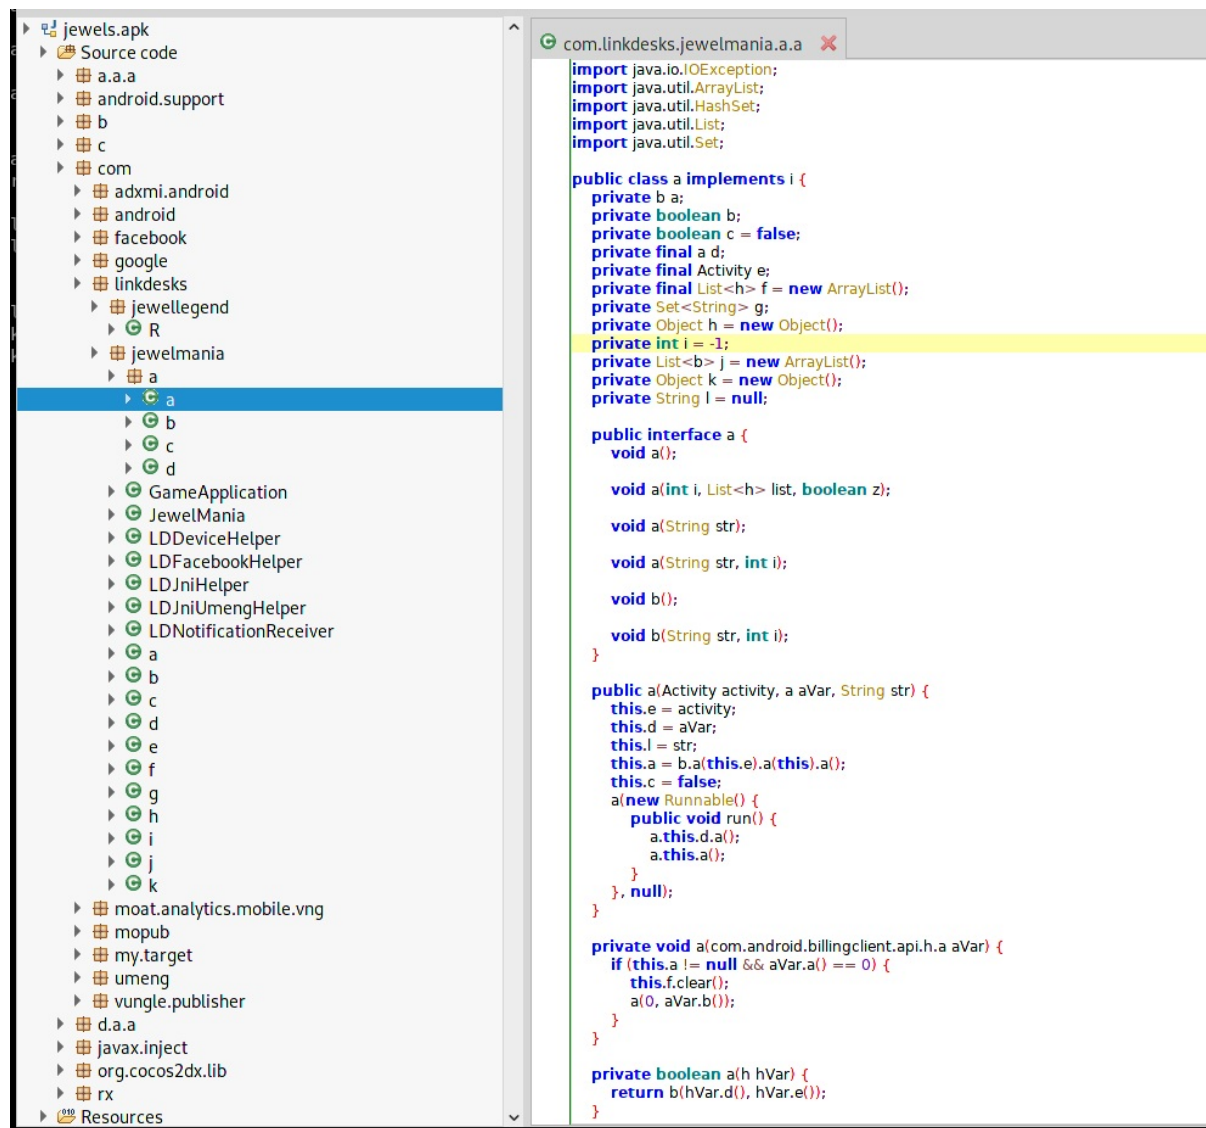 jewels.apk
Source code
a.a.a
android.support
b
c
com
adxmi.android
android
facebook
google
linkdesks
jewellegend
R
jewelmania
a
a
b
c
d
GameApplication
JewelMania
LDDeviceHelper
LDFacebookHelper
LDJniHelper
LDJniUmengHelper
LDNotificationReceiver
a
b
c
d
e
f
g
h
i
j
k
moat.analytics.mobile.vng
mopub
my.target
umeng
vungle.publisher
d.a.a
javax.inject
org.cocos2dx.lib
rx
Resources
com.linkdesks.jewelmania.a.a
import java.io.IOException;
import java.util.ArrayList;
import java.util.HashSet;
import java.util.List;
import java.util.Set;
public class a implements i {
private b a;
private boolean b;
private boolean c = false;
private final a d;
private final Activity e;
private final List<h> f = new ArrayList();
private Set<String> g;
private Object h = new Object();
private int i = -1;
private List<b> j = new ArrayList();
private Object k = new Object();
private String l = null;
public interface a {
void a();
void a(int i, List<h> list, boolean z);
void a(String str);
void a(String str, int i);
void b();
void b(String str, int i);
}
public a(Activity activity, a aVar, String str) {
this.e = activity;
this.d = aVar;
this.l = str;
this.a = b.a(this.e).a(this).a();
this.c = false;
a(new Runnable() {
public void run() {
a.this.d.a();
a.this.a();
}
}, null);
}
private void a(com.android.billingclient.api.h.a aVar) {
if (this.a != null && aVar.a() == 0) {
this.f.clear();
a(0, aVar.b());
}
}
private boolean a(h hVar) {
return b(hVar.d(), hVar.e());
}